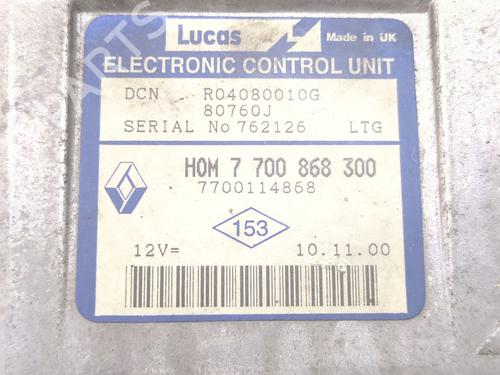 Lucas Made in UK
ELECTRONIC CONTROL UNIT
DCN R04080010G
80760J
SERIAL No 762126 LTG
HOM 7 700 868 300
7700114868
153
12V= 10.11.00